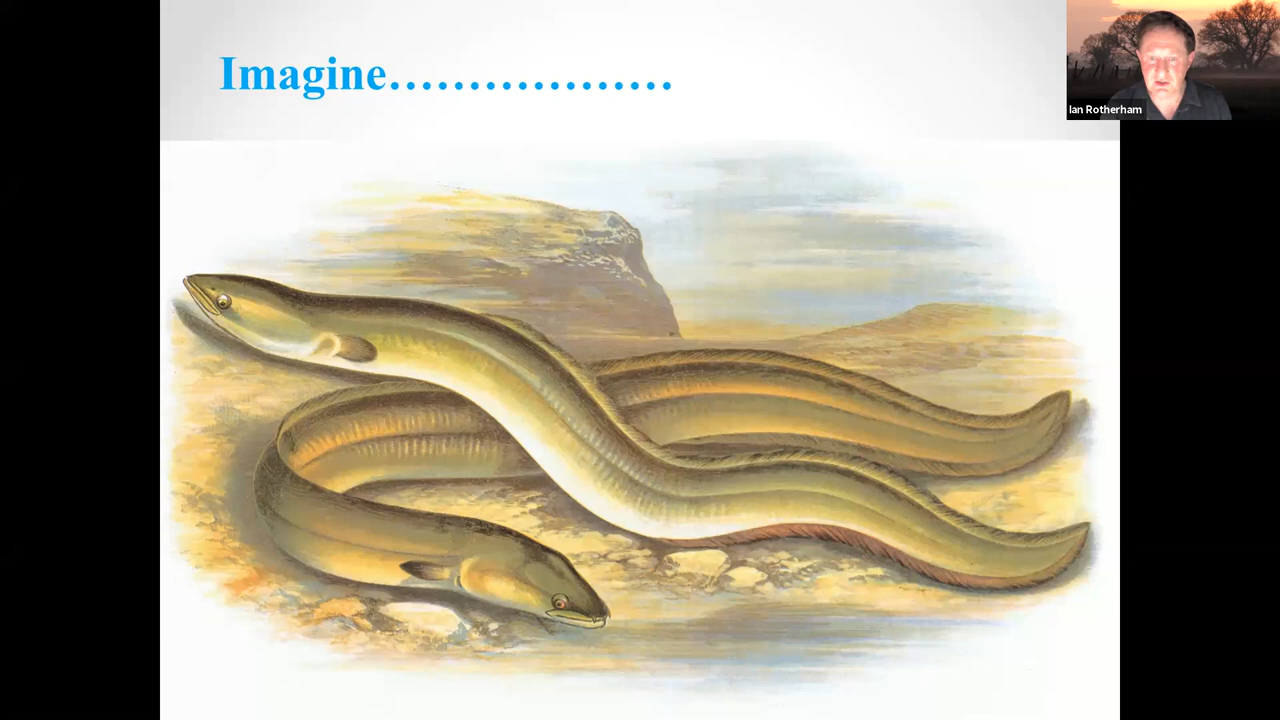 Imagine………………
Ian Rotherham